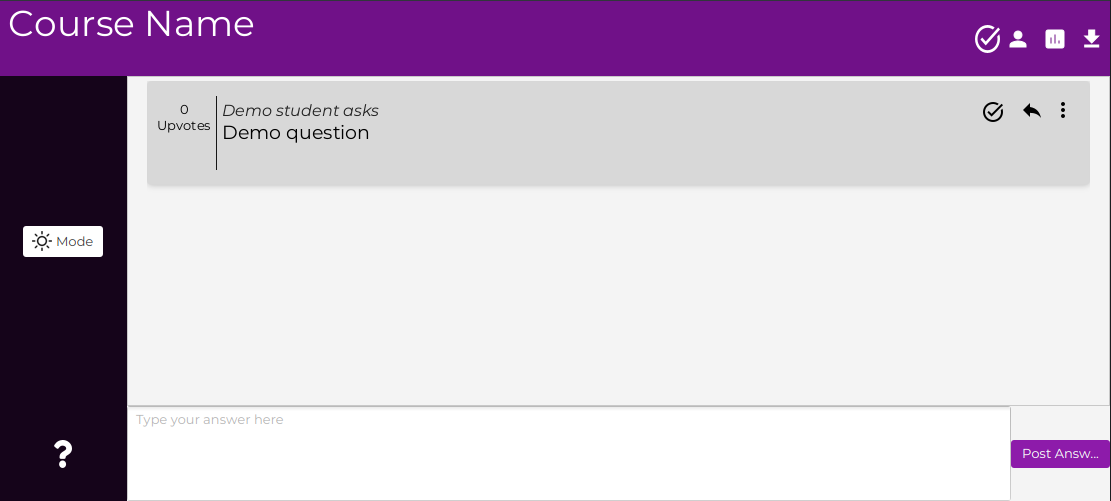 Course Name
0
Upvotes
Demo student asks
Demo question
Mode
Type your answer here
?
Post Answ...